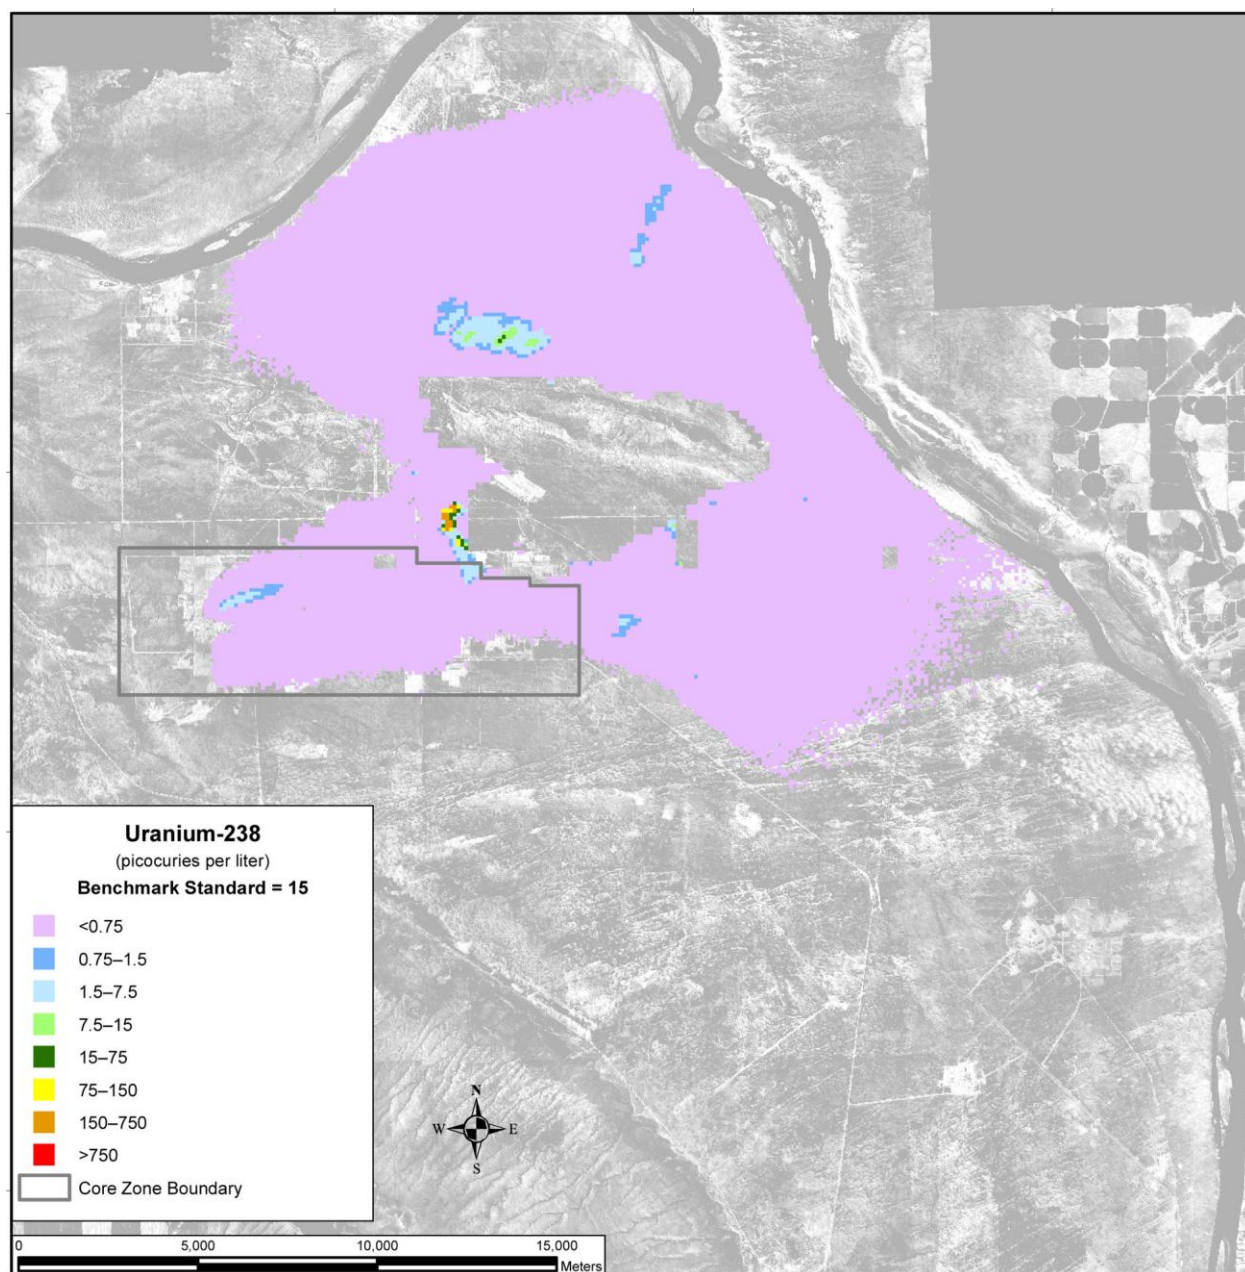 Uranium-238
(picocuries per liter)
Benchmark Standard = 15
<0.75
0.75–1.5
1.5–7.5
7.5–15
15–75
75–150
150–750
>750
Core Zone Boundary
N
W E
S
0 5,000 10,000 15,000
Meters